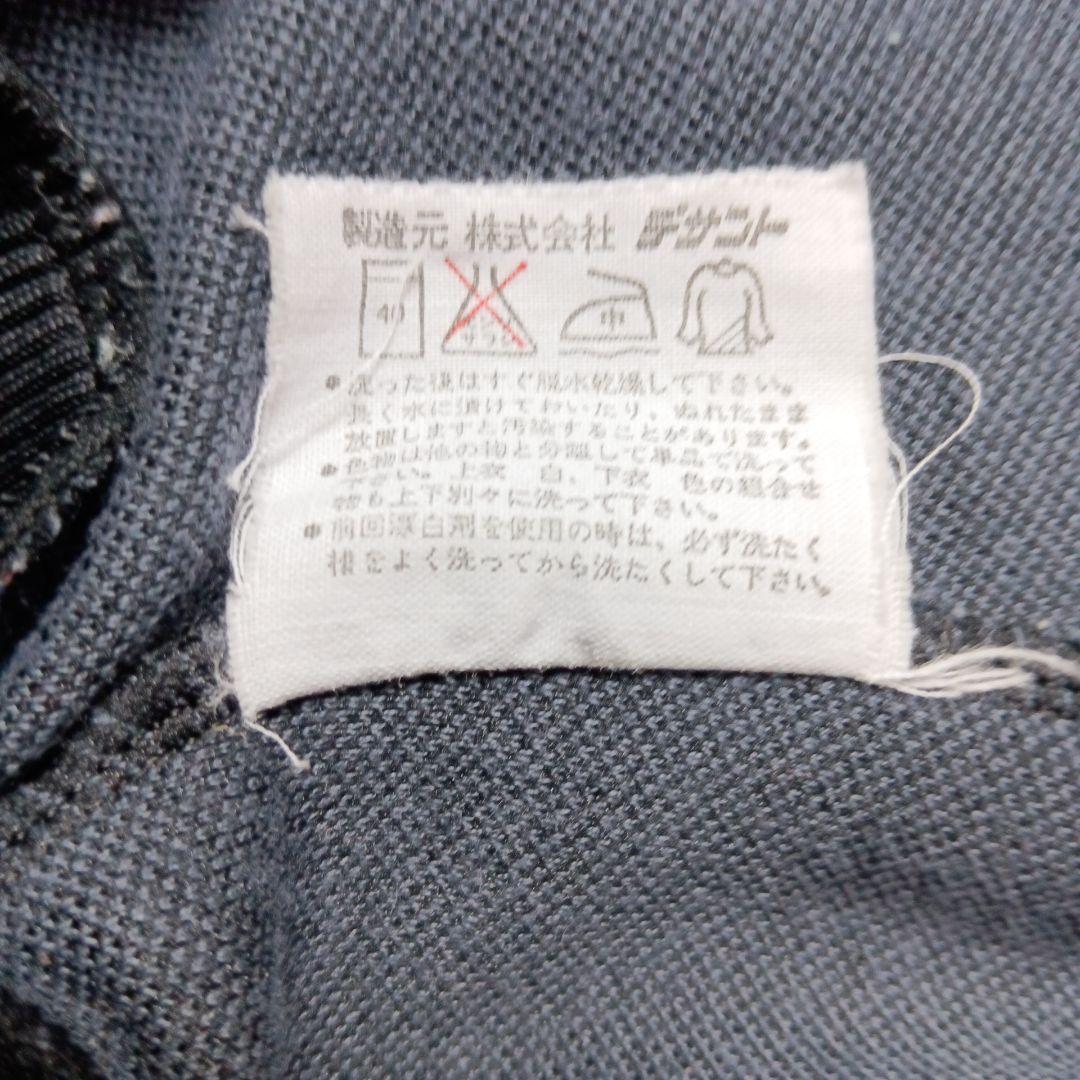 製造元 株式会社 デサント
40
エンソ サラシ
中
●洗った後はすぐ脱水乾燥して下さい。
長く水に漬けておいたり、ぬれたまま
放置しますと汚染することがあります。
●色物は他の物と分離して単品で洗って
下さい。上衣 白、下衣 色の組合せ
物も上下別々に洗って下さい。
●前回漂白剤を使用の時は、必ず洗たく
槽をよく洗ってから洗たくして下さい。